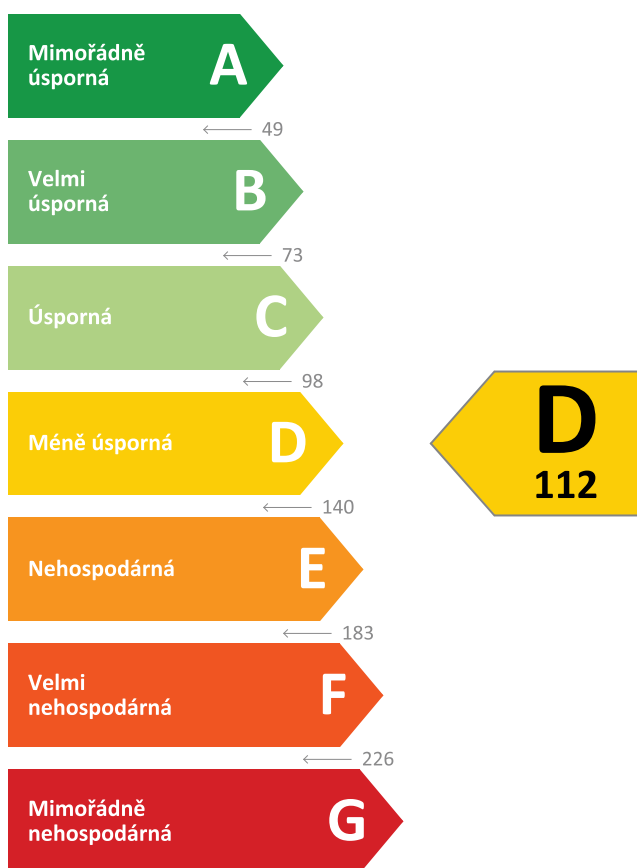 Mimořádně
úsporná
A
49
Velmi
úsporná
B
73
Úsporná
C
98
Méně úsporná
D
D
112
140
Nehospodárná
E
183
Velmi
nehospodárná
F
226
Mimořádně
nehospodárná
G